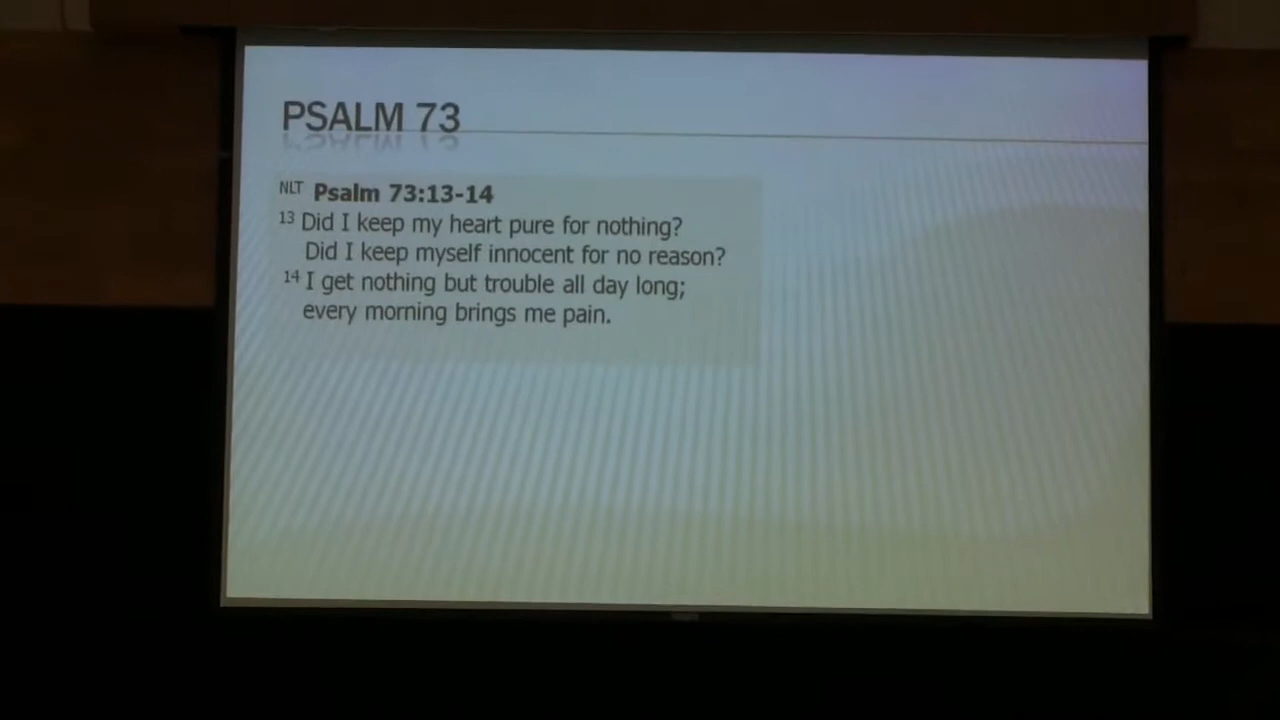 PSALM 73
NLT Psalm 73:13-14
13 Did I keep my heart pure for nothing?
Did I keep myself innocent for no reason?
14 I get nothing but trouble all day long;
every morning brings me pain.